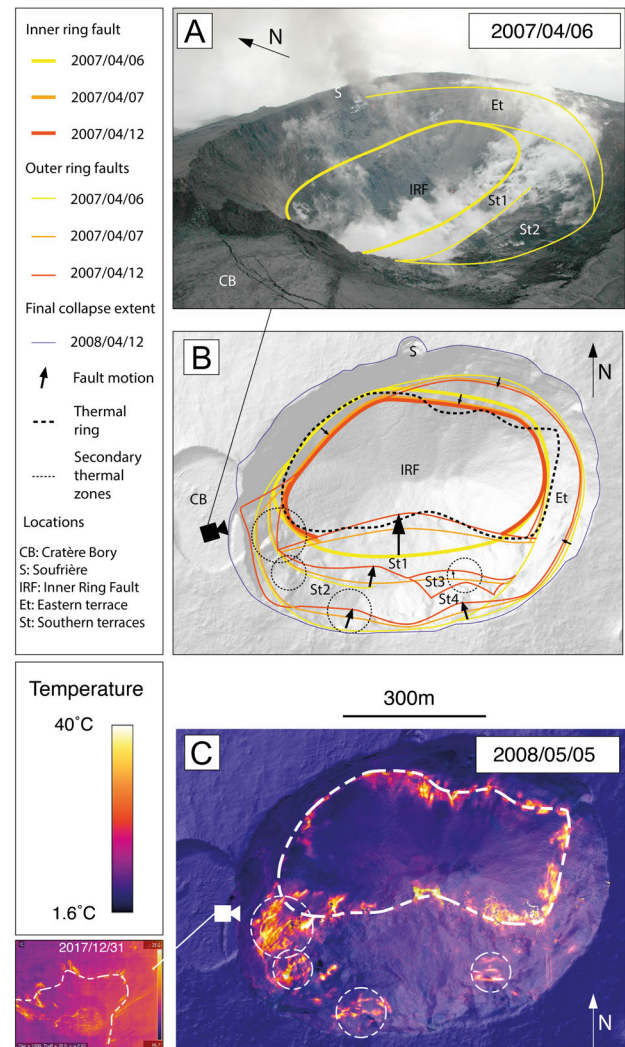 Inner ring fault
2007/04/06
2007/04/07
2007/04/12
Outer ring faults
2007/04/06
2007/04/07
2007/04/12
Final collapse extent
2008/04/12
Fault motion
Thermal
ring
Secondary
thermal
zones
Locations
CB: Cratère Bory
S: Soufrière
IRF: Inner Ring Fault
Et: Eastern terrace
St: Southern terraces
A
N
2007/04/06
S
Et
IRF
St1
St2
CB
B
S
N
IRF
CB
Et
St1
St2
St3
St4
Temperature
40°C
1.6°C
300m
C
2008/05/05
N
2017/12/31